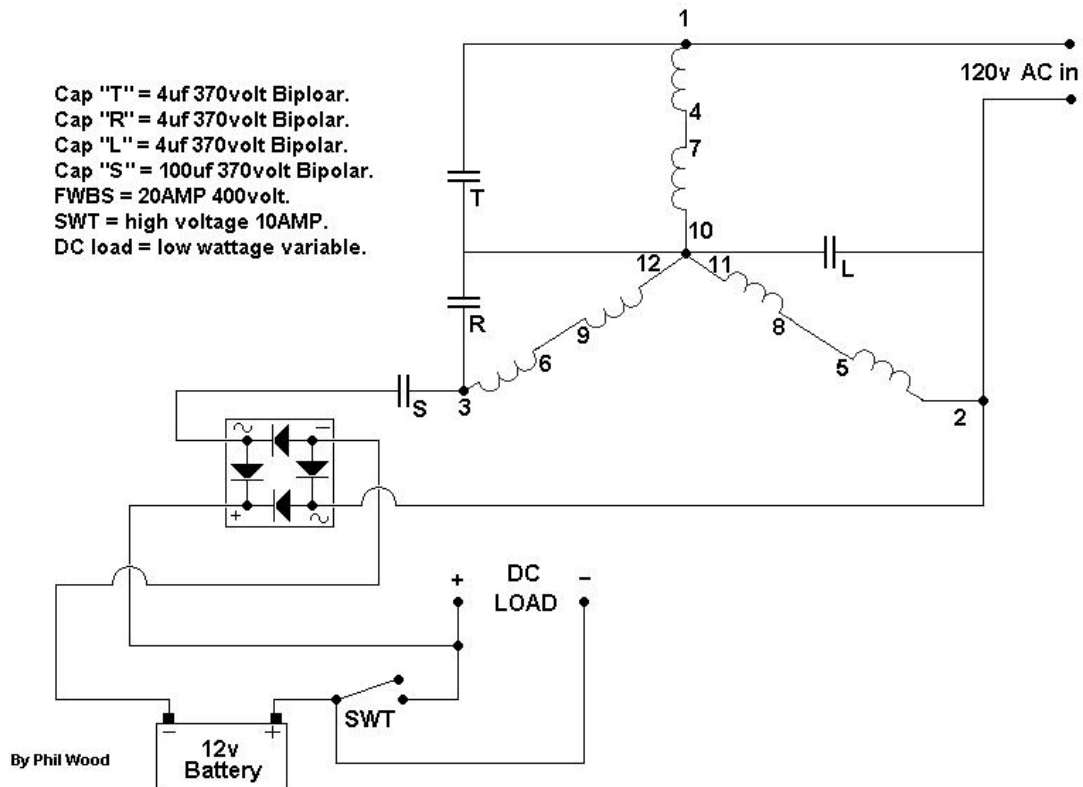 1
120v AC in
Cap "T" = 4uf 370volt Biploar.
Cap "R" = 4uf 370volt Bipolar.
Cap "L" = 4uf 370volt Bipolar.
Cap "S" = 100uf 370volt Bipolar.
FWBS = 20AMP 400volt.
SWT = high voltage 10AMP.
DC load = low wattage variable.
4
7
T
10
12
11
L
R
9
8
6
5
S
3
2
~
–
+
~
+
DC
LOAD
–
SWT
–
+
12v
Battery
By Phil Wood